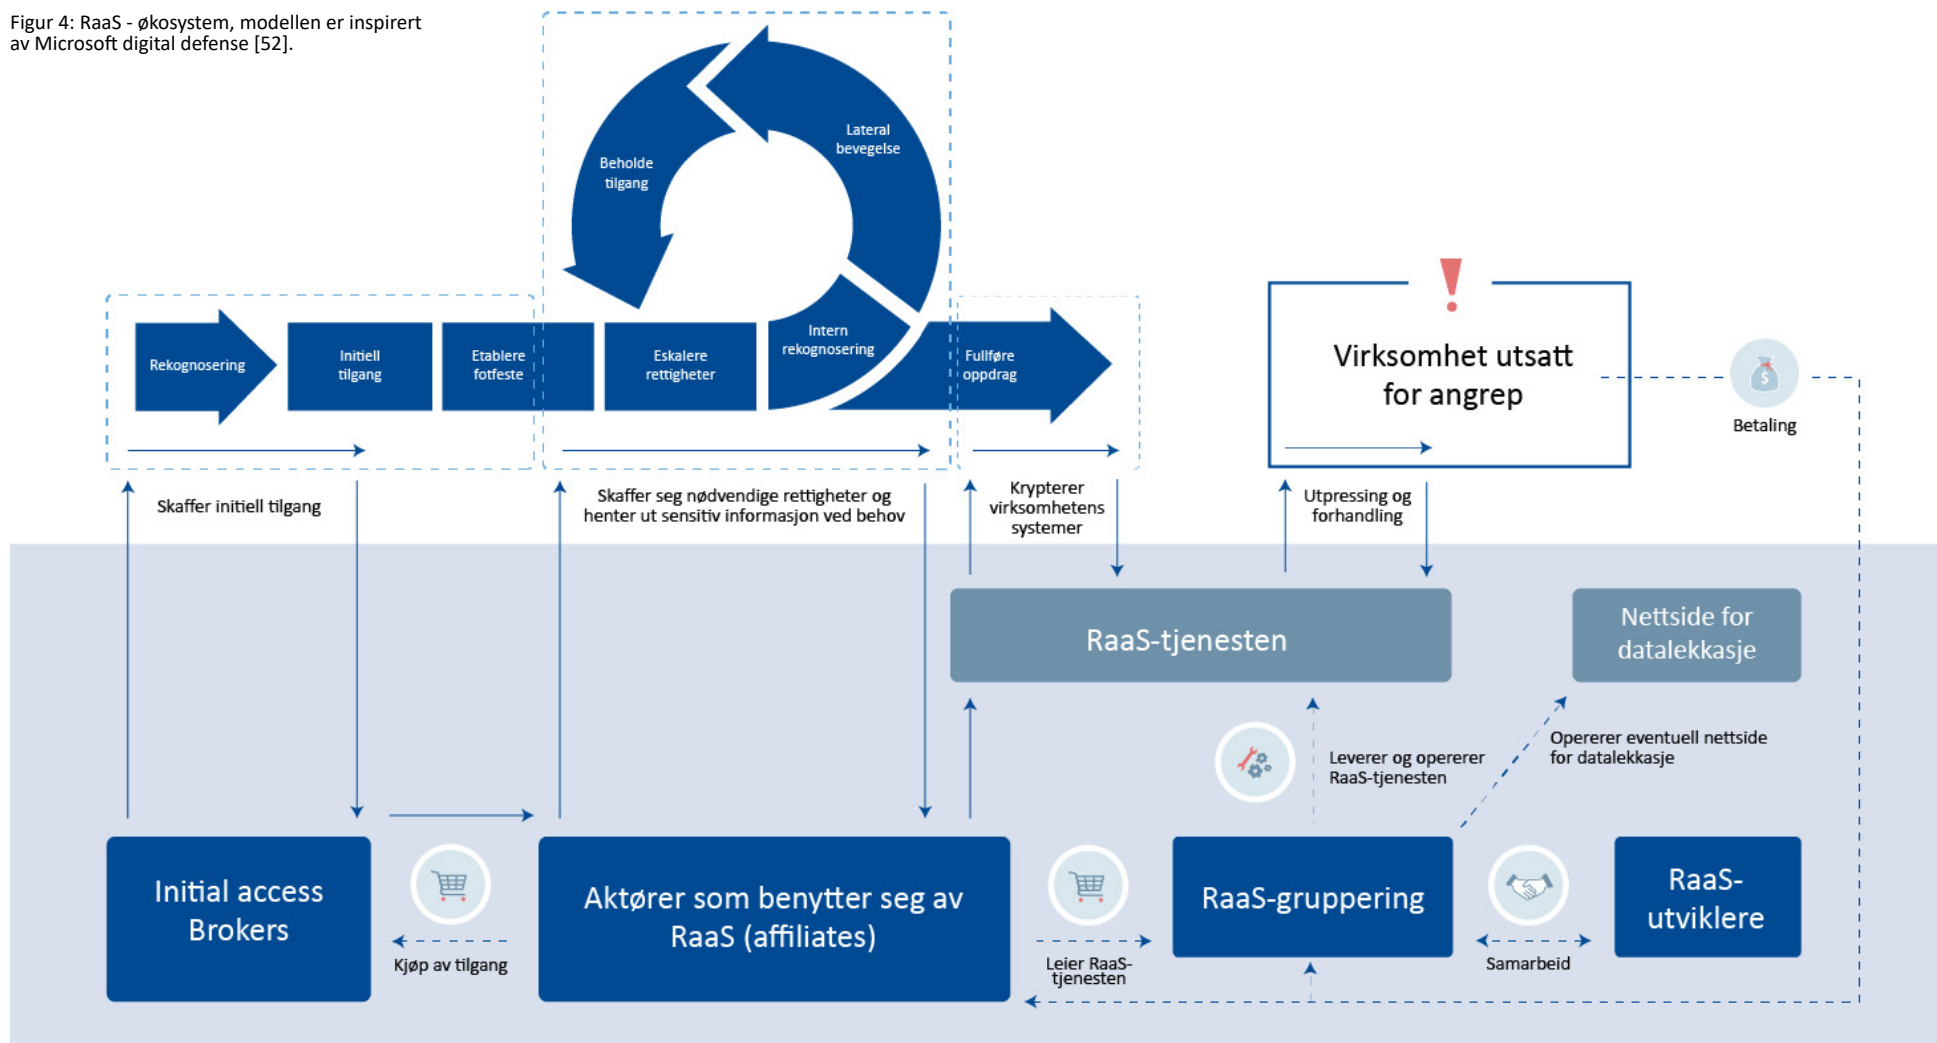 Figur 4: RaaS - økosystem, modellen er inspirert
av Microsoft digital defense [52].
Lateral
bevegelse
Beholde
tilgang
Rekognosering
Initiell
tilgang
Etablere
fotfeste
Eskalere
rettigheter
Intern
rekognosering
Fullføre
oppdrag
Virksomhet utsatt
for angrep
Betaling
Skaffer initiell tilgang
Skaffer seg nødvendige rettigheter og
henter ut sensitiv informasjon ved behov
Krypterer
virksomhetens
systemer
Utpressing og
forhandling
RaaS-tjenesten
Nettside for
datalekkasje
Leverer og opererer
RaaS-tjenesten
Opererer eventuell nettside
for datalekkasje
Initial access
Brokers
Kjøp av tilgang
Aktører som benytter seg av
RaaS (affiliates)
Leier RaaS-
tjenesten
RaaS-gruppering
Samarbeid
RaaS-
utviklere